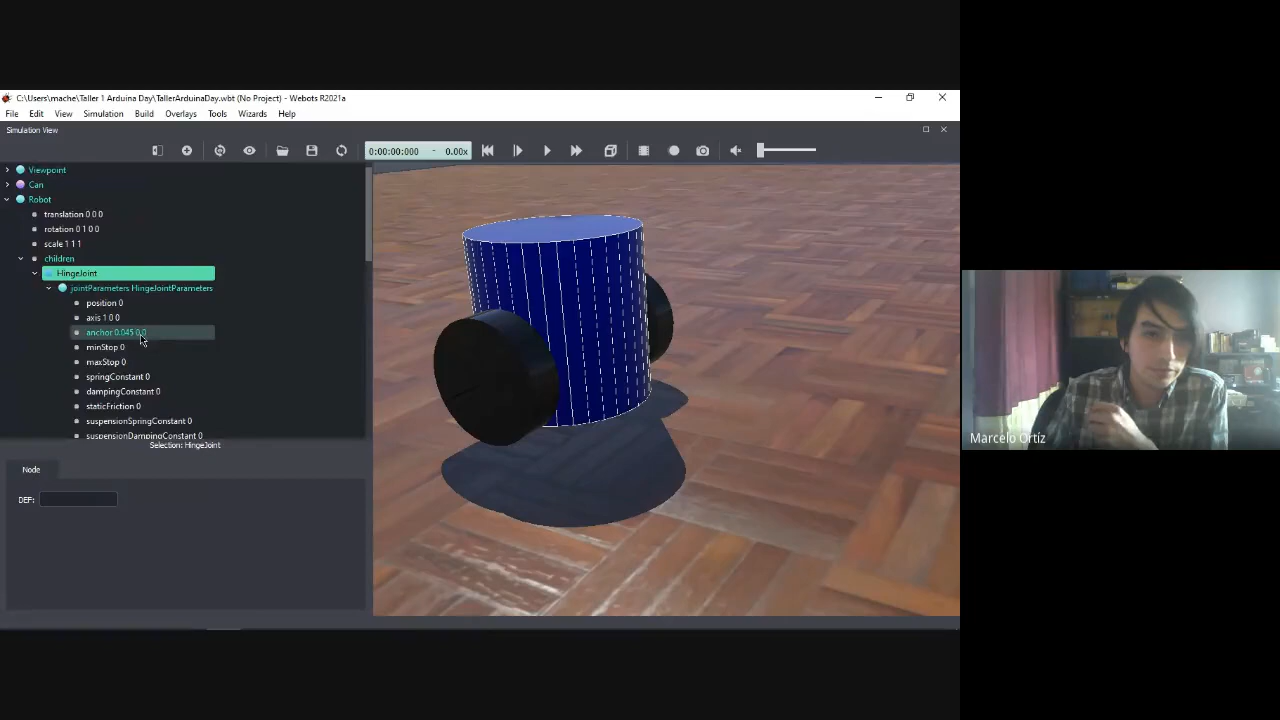 C:\Users\mache\Taller 1 Arduina Day\TallerArduinaDay.wbt (No Project) - Webots R2021a
File Edit View Simulation Build Overlays Tools Wizards Help
Simulation View
0:00:00:000 - 0.00x
Viewpoint
Can
Robot
translation 0 0 0
rotation 0 1 0 0
scale 1 1 1
children
HingeJoint
jointParameters HingeJointParameters
position 0
axis 1 0 0
anchor 0.045 0 0
minStop 0
maxStop 0
springConstant 0
dampingConstant 0
staticFriction 0
suspensionSpringConstant 0
suspensionDampingConstant 0
Selection: HingeJoint
Node
DEF:
Marcelo Ortíz